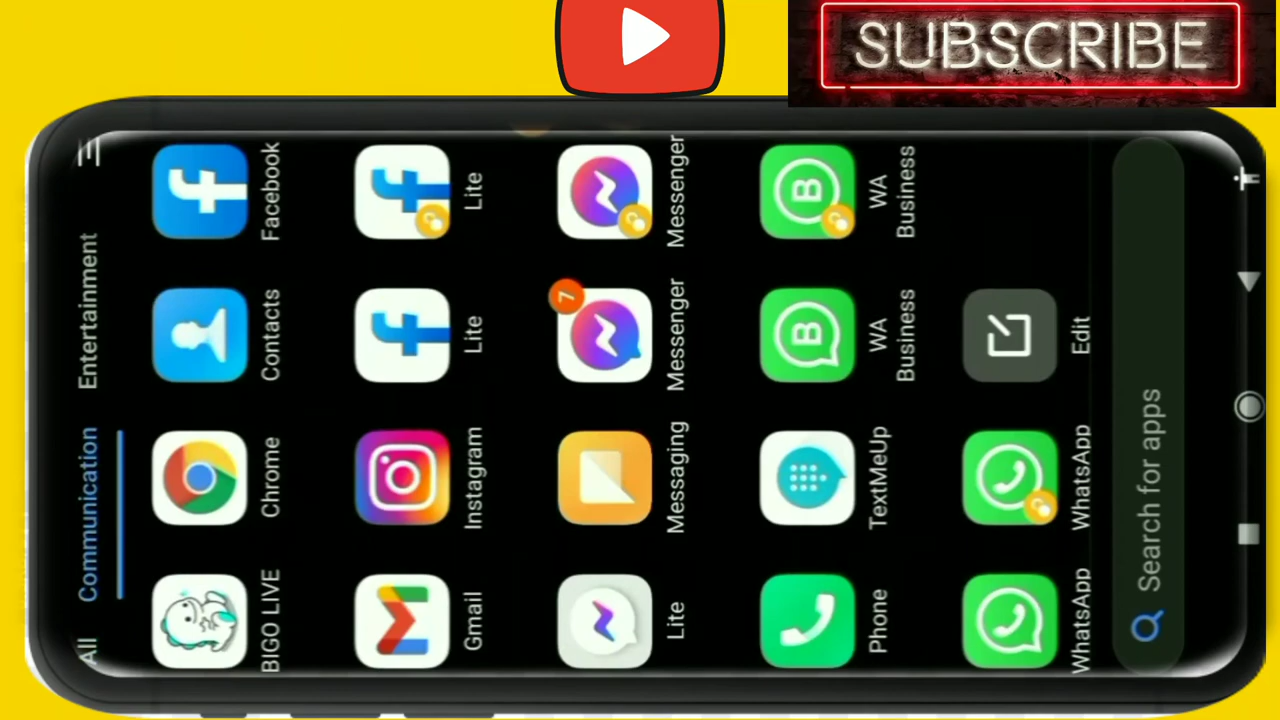 SUBSCRIBE
All
Communication
Entertainment
BIGO LIVE
Chrome
Contacts
Facebook
Gmail
Instagram
Lite
Lite
Lite
Messaging
7
Messenger
Messenger
Phone
TextMeUp
B
WA
Business
B
WA
Business
WhatsApp
WhatsApp
Edit
Search for apps